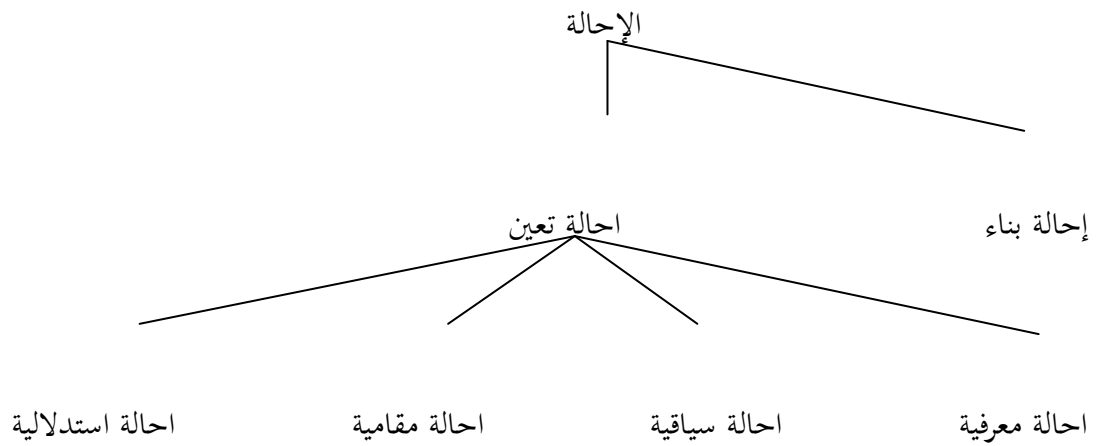 الإحالة
إحالة بناء احالة تعين
احالة معرفية احالة سياقية احالة مقامية احالة استدلالية